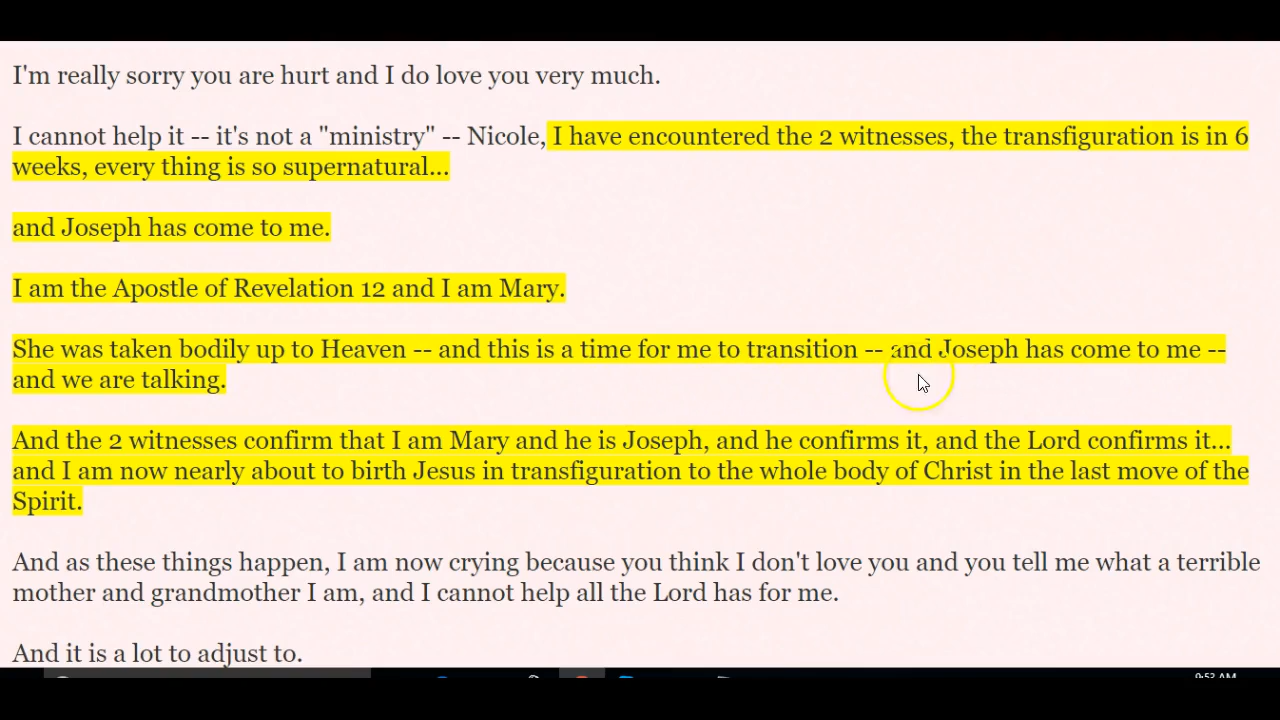 I'm really sorry you are hurt and I do love you very much.
I cannot help it -- it's not a "ministry" -- Nicole, I have encountered the 2 witnesses, the transfiguration is in 6
weeks, every thing is so supernatural...
and Joseph has come to me.
I am the Apostle of Revelation 12 and I am Mary.
She was taken bodily up to Heaven -- and this is a time for me to transition -- and Joseph has come to me --
and we are talking.
And the 2 witnesses confirm that I am Mary and he is Joseph, and he confirms it, and the Lord confirms it...
and I am now nearly about to birth Jesus in transfiguration to the whole body of Christ in the last move of the
Spirit.
And as these things happen, I am now crying because you think I don't love you and you tell me what a terrible
mother and grandmother I am, and I cannot help all the Lord has for me.
And it is a lot to adjust to.